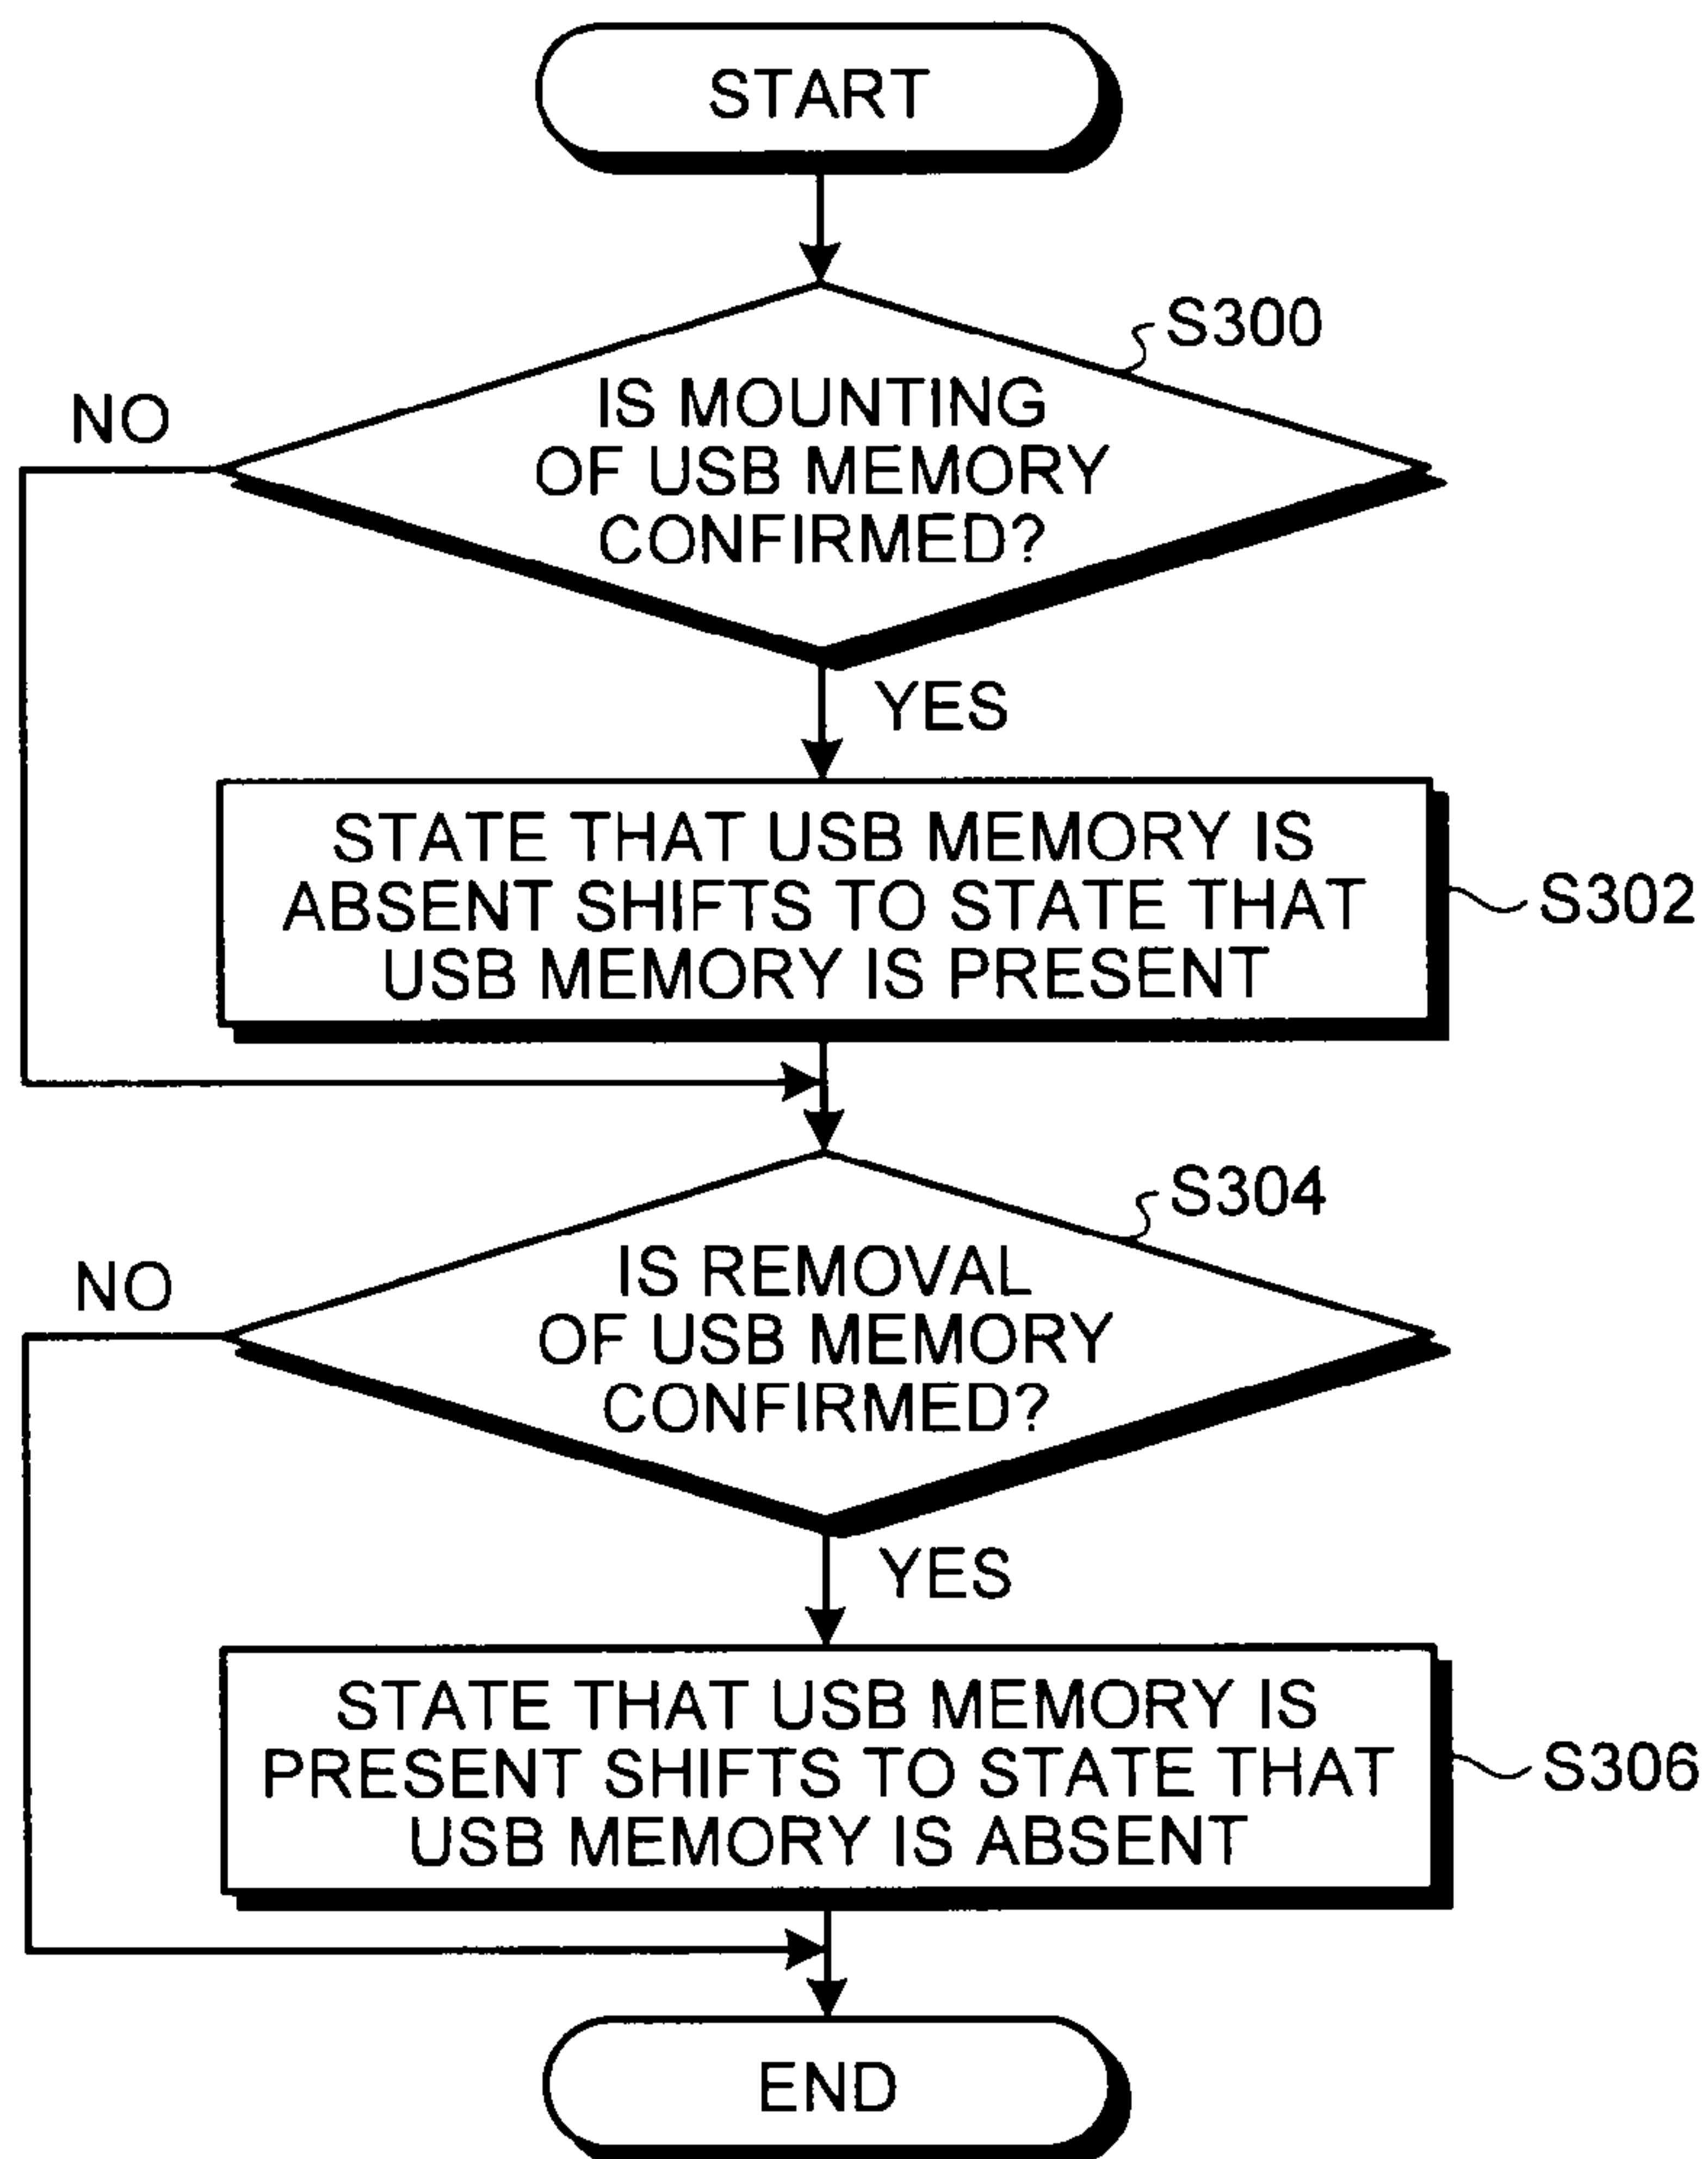 START
S300
NO
IS MOUNTING
OF USB MEMORY
CONFIRMED?
YES
STATE THAT USB MEMORY IS
ABSENT SHIFTS TO STATE THAT
USB MEMORY IS PRESENT
S302
S304
NO
IS REMOVAL
OF USB MEMORY
CONFIRMED?
YES
STATE THAT USB MEMORY IS
PRESENT SHIFTS TO STATE THAT
USB MEMORY IS ABSENT
S306
END